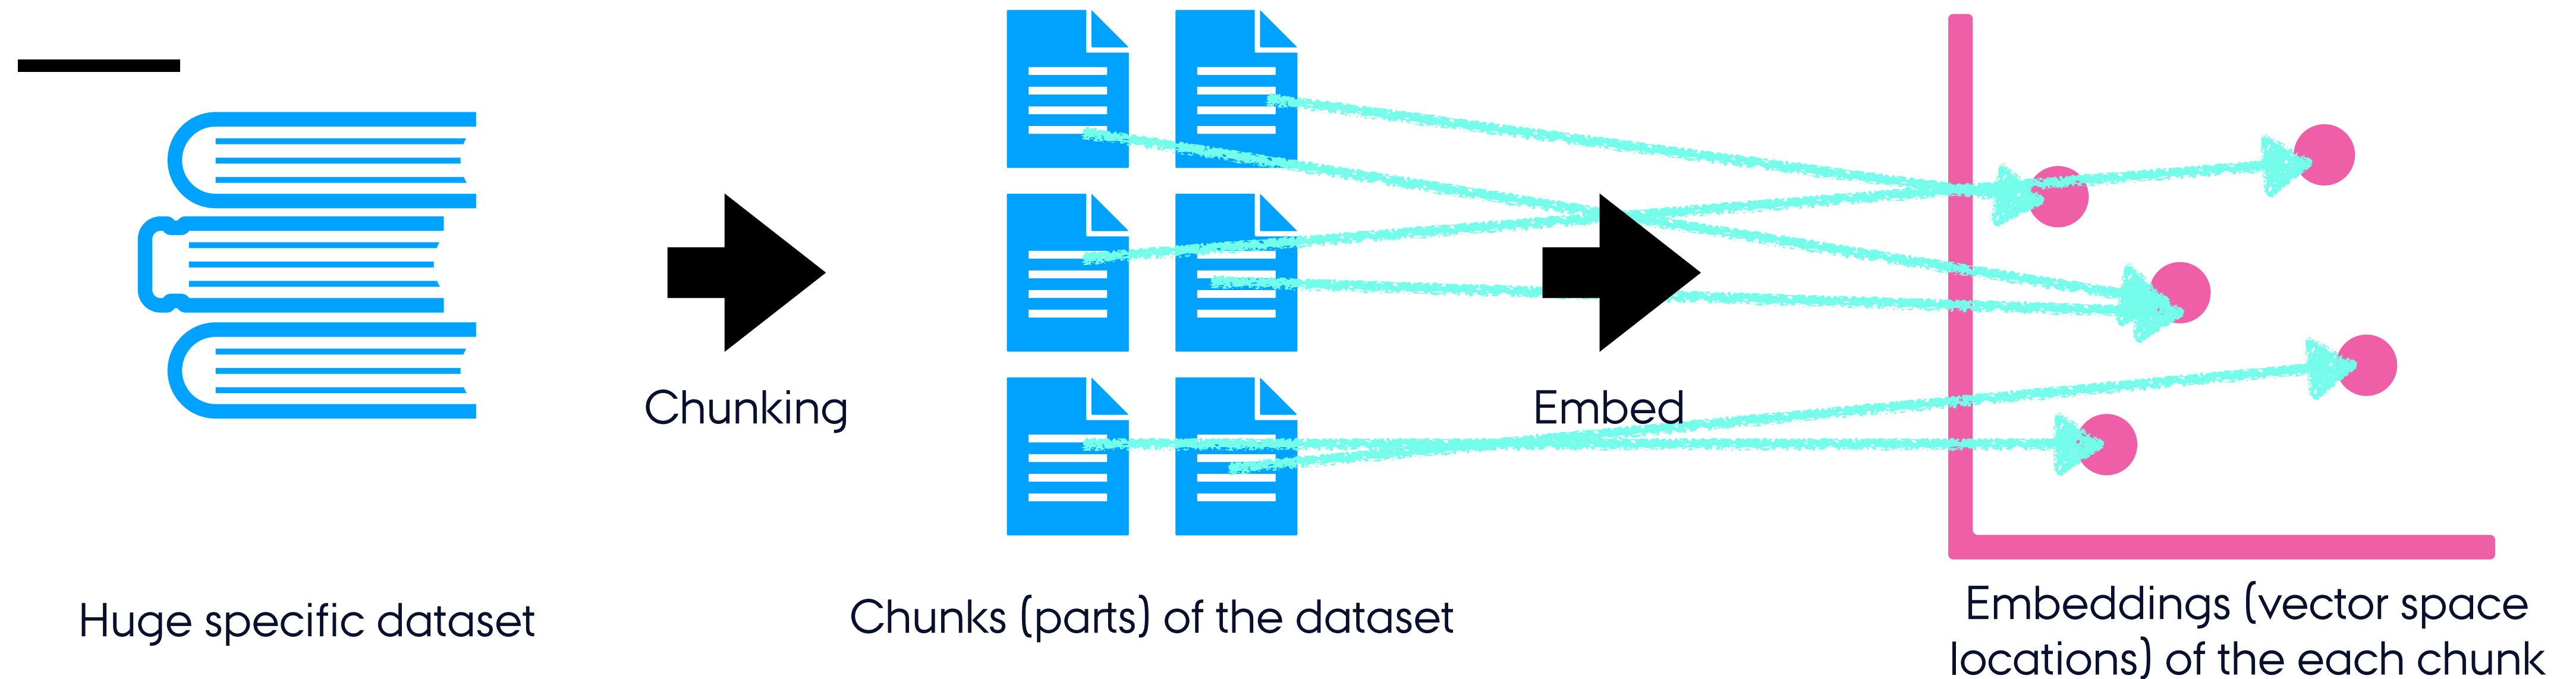 Chunking
Embed
Huge specific dataset
Chunks (parts) of the dataset
Embeddings (vector space
locations) of the each chunk